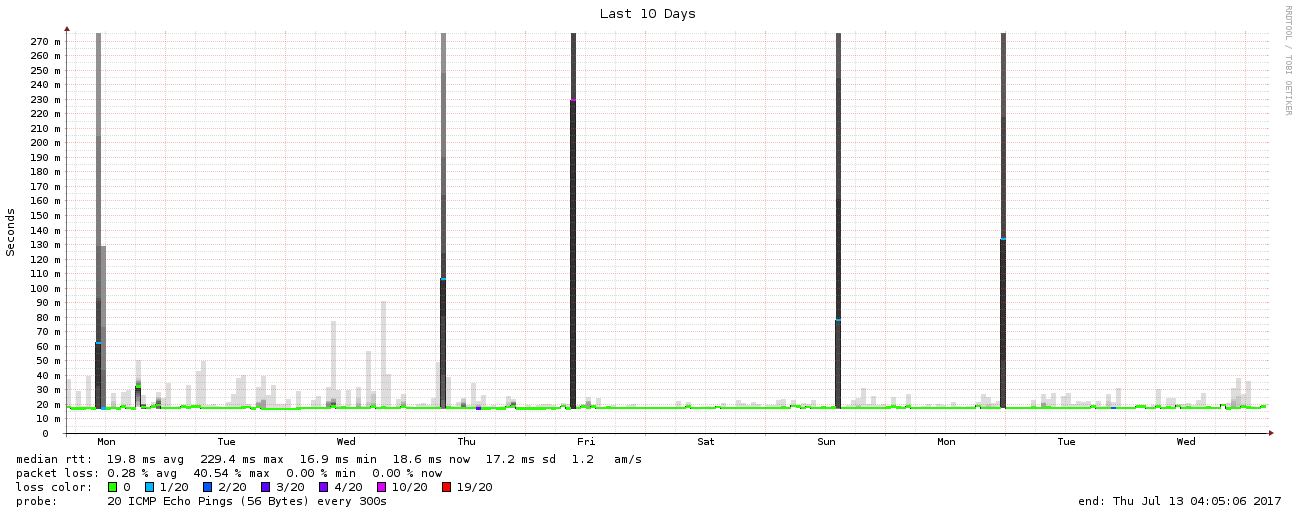 Last 10 Days
RRDTOOL / TOBI OETIKER
Seconds
270 m
260 m
250 m
240 m
230 m
220 m
210 m
200 m
190 m
180 m
170 m
160 m
150 m
140 m
130 m
120 m
110 m
100 m
90 m
80 m
70 m
60 m
50 m
40 m
30 m
20 m
10 m
0
Mon Tue Wed Thu Fri Sat Sun Mon Tue Wed
median rtt: 19.8 ms avg 229.4 ms max 16.9 ms min 18.6 ms now 17.2 ms sd 1.2 am/s
packet loss: 0.28 % avg 40.54 % max 0.00 % min 0.00 % now
loss color: 0 1/20 2/20 3/20 4/20 10/20 19/20
probe: 20 ICMP Echo Pings (56 Bytes) every 300s end: Thu Jul 13 04:05:06 2017